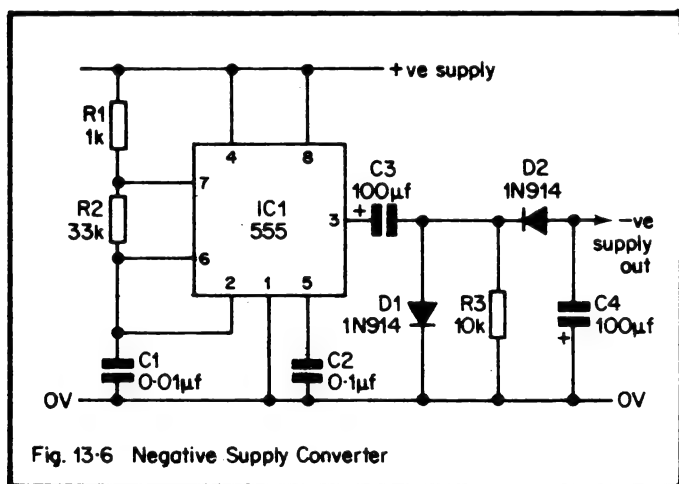 +ve supply
R1
1k
4
8
7
C3
100µf
D2
1N914
R2
33k
IC1
555
3
+
-ve
supply
out
6
2
1
5
D1
1N914
R3
10k
C4
100µf
+
C1
0·01µf
C2
0·1µf
0V
0V
Fig. 13·6 Negative Supply Converter